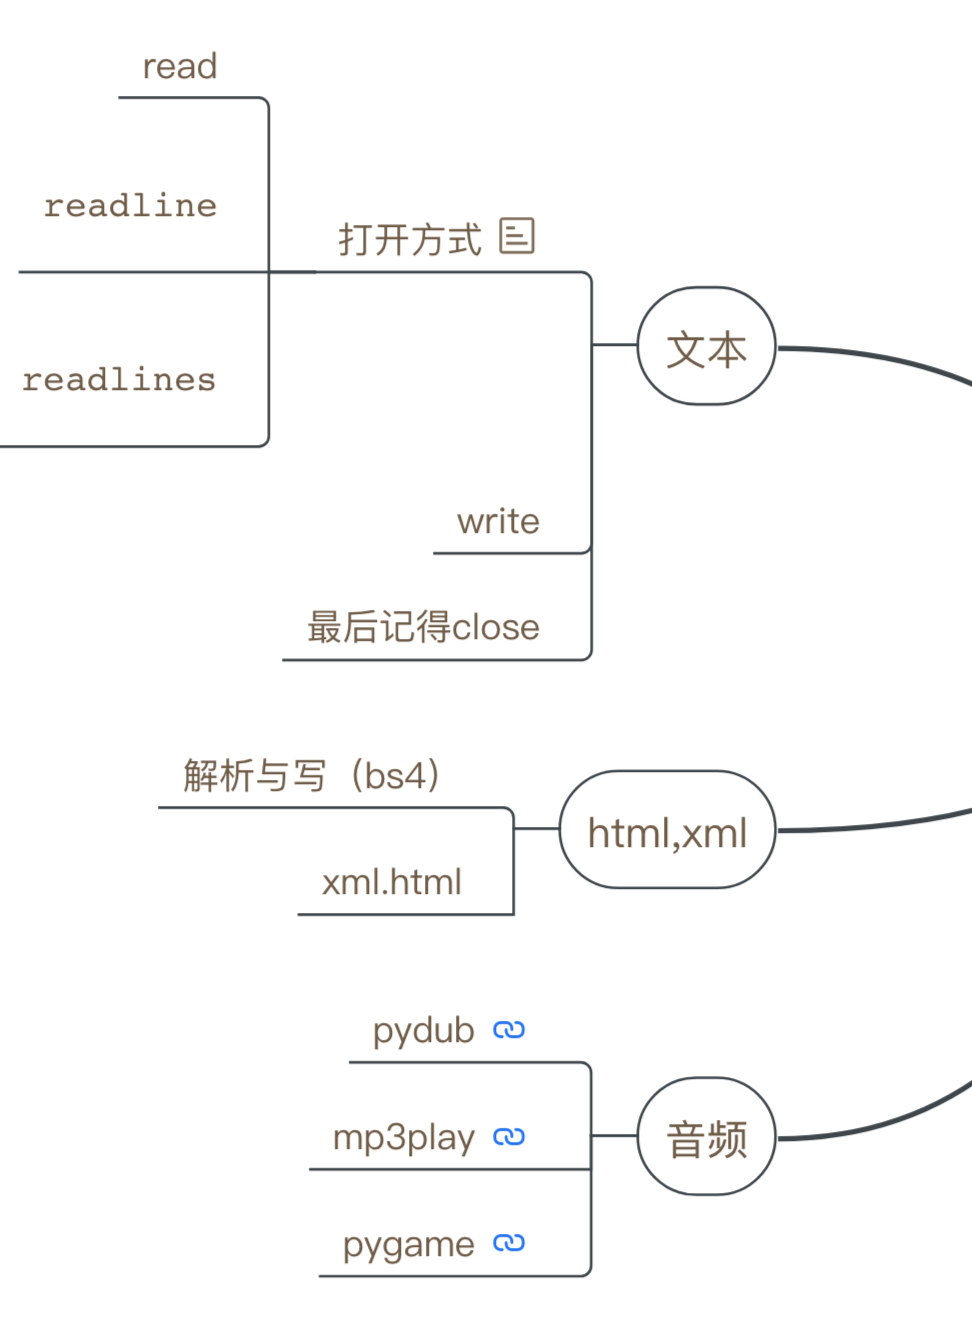 read
readline
打开方式
文本
readlines
write
最后记得close
解析与写（bs4）
html,xml
xml.html
pydub
mp3play
音频
pygame